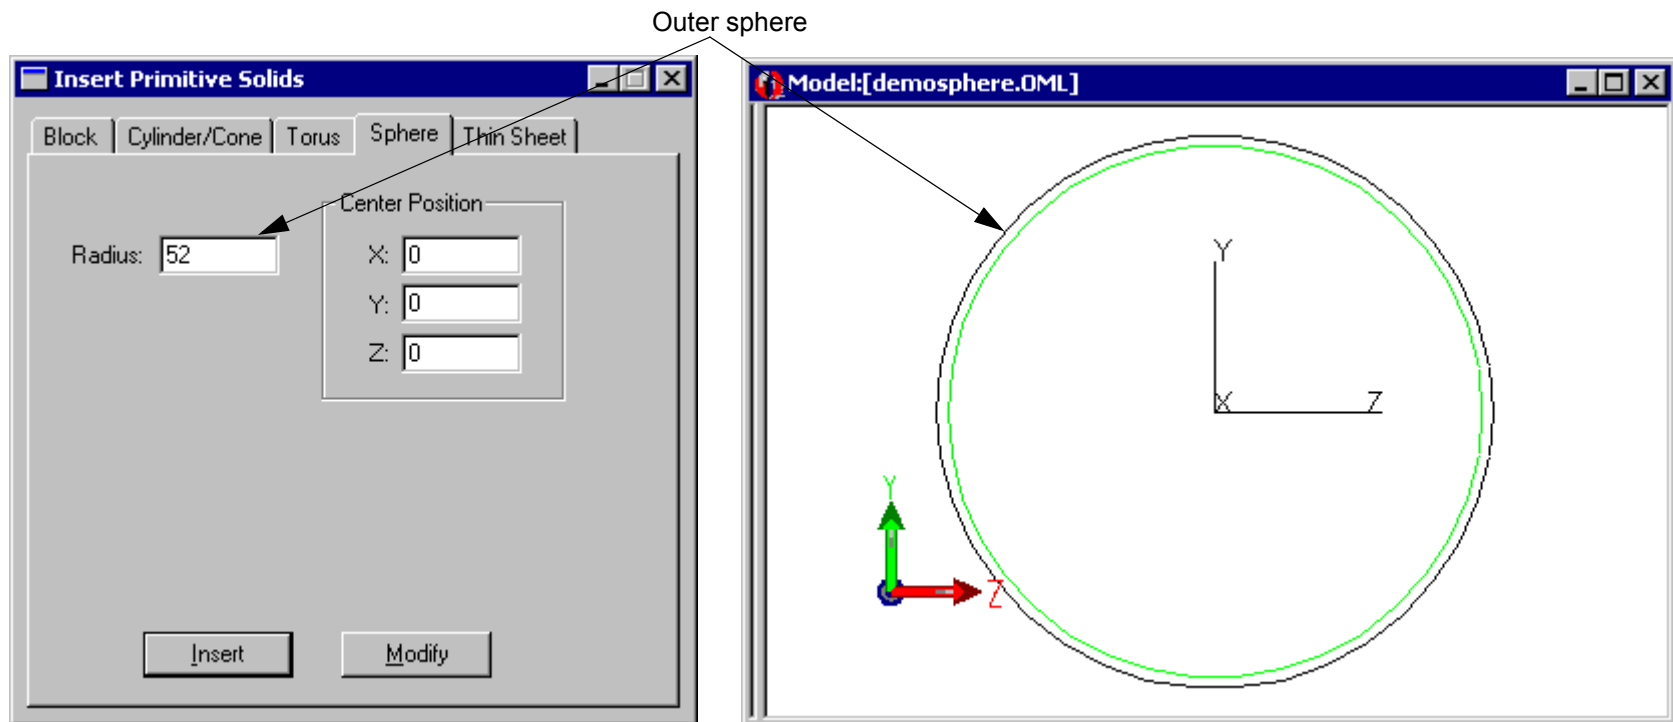 Outer sphere
Insert Primitive Solids
Block Cylinder/Cone Torus Sphere Thin Sheet
Center Position
Radius: 52
X: 0
Y: 0
Z: 0
Insert Modify
Model:[demosphere.OML]
Y
X Z
Y
Z